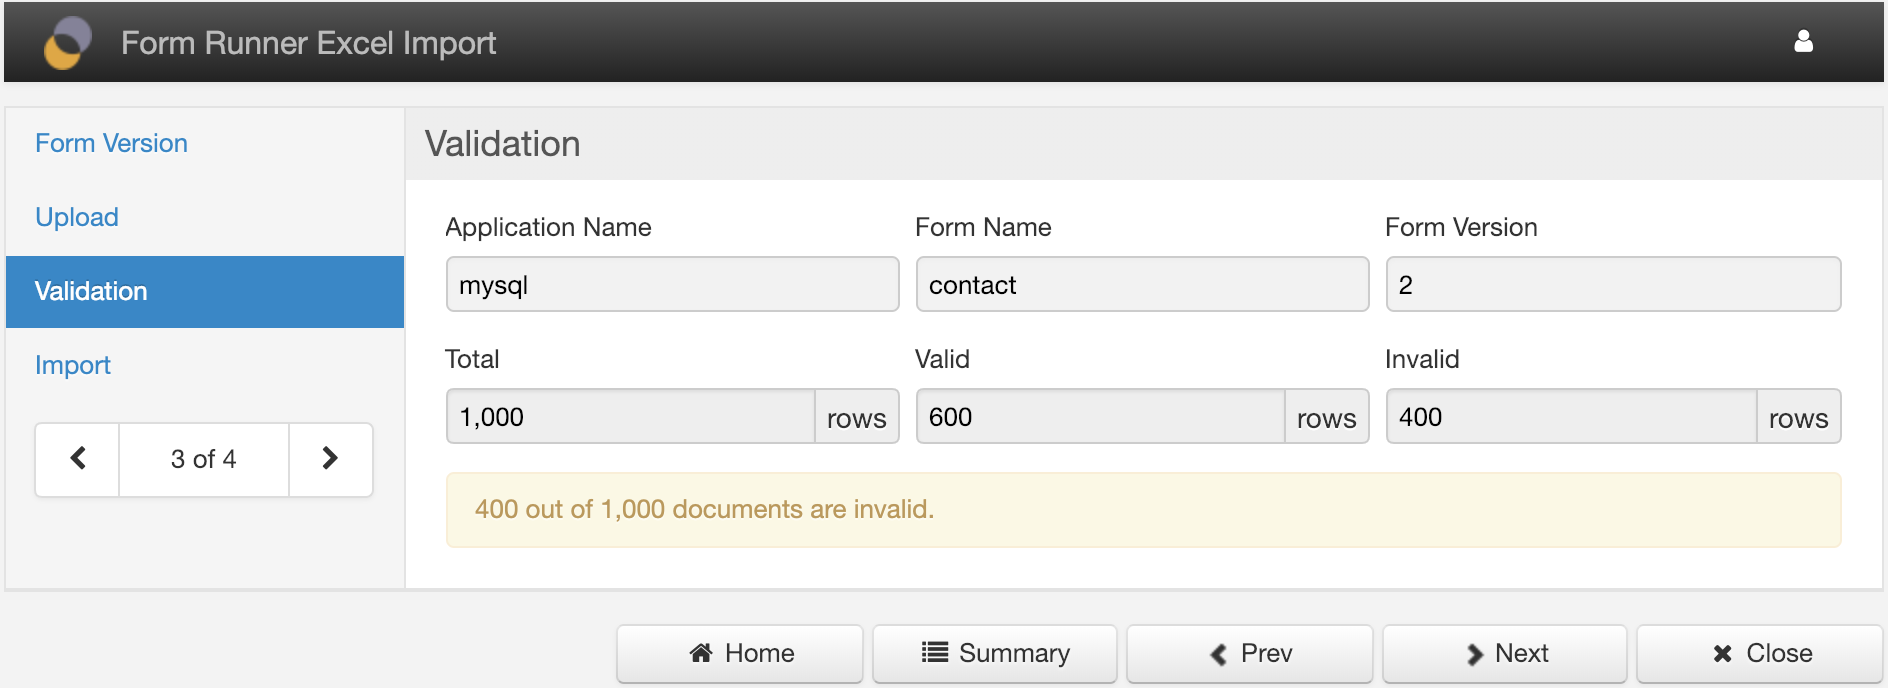 Form Runner Excel Import
Form Version
Upload
Validation
Import
3 of 4
Validation
Application Name
Form Name
Form Version
mysql
contact
2
Total
Valid
Invalid
1,000 rows
600 rows
400 rows
400 out of 1,000 documents are invalid.
Home
Summary
Prev
Next
Close